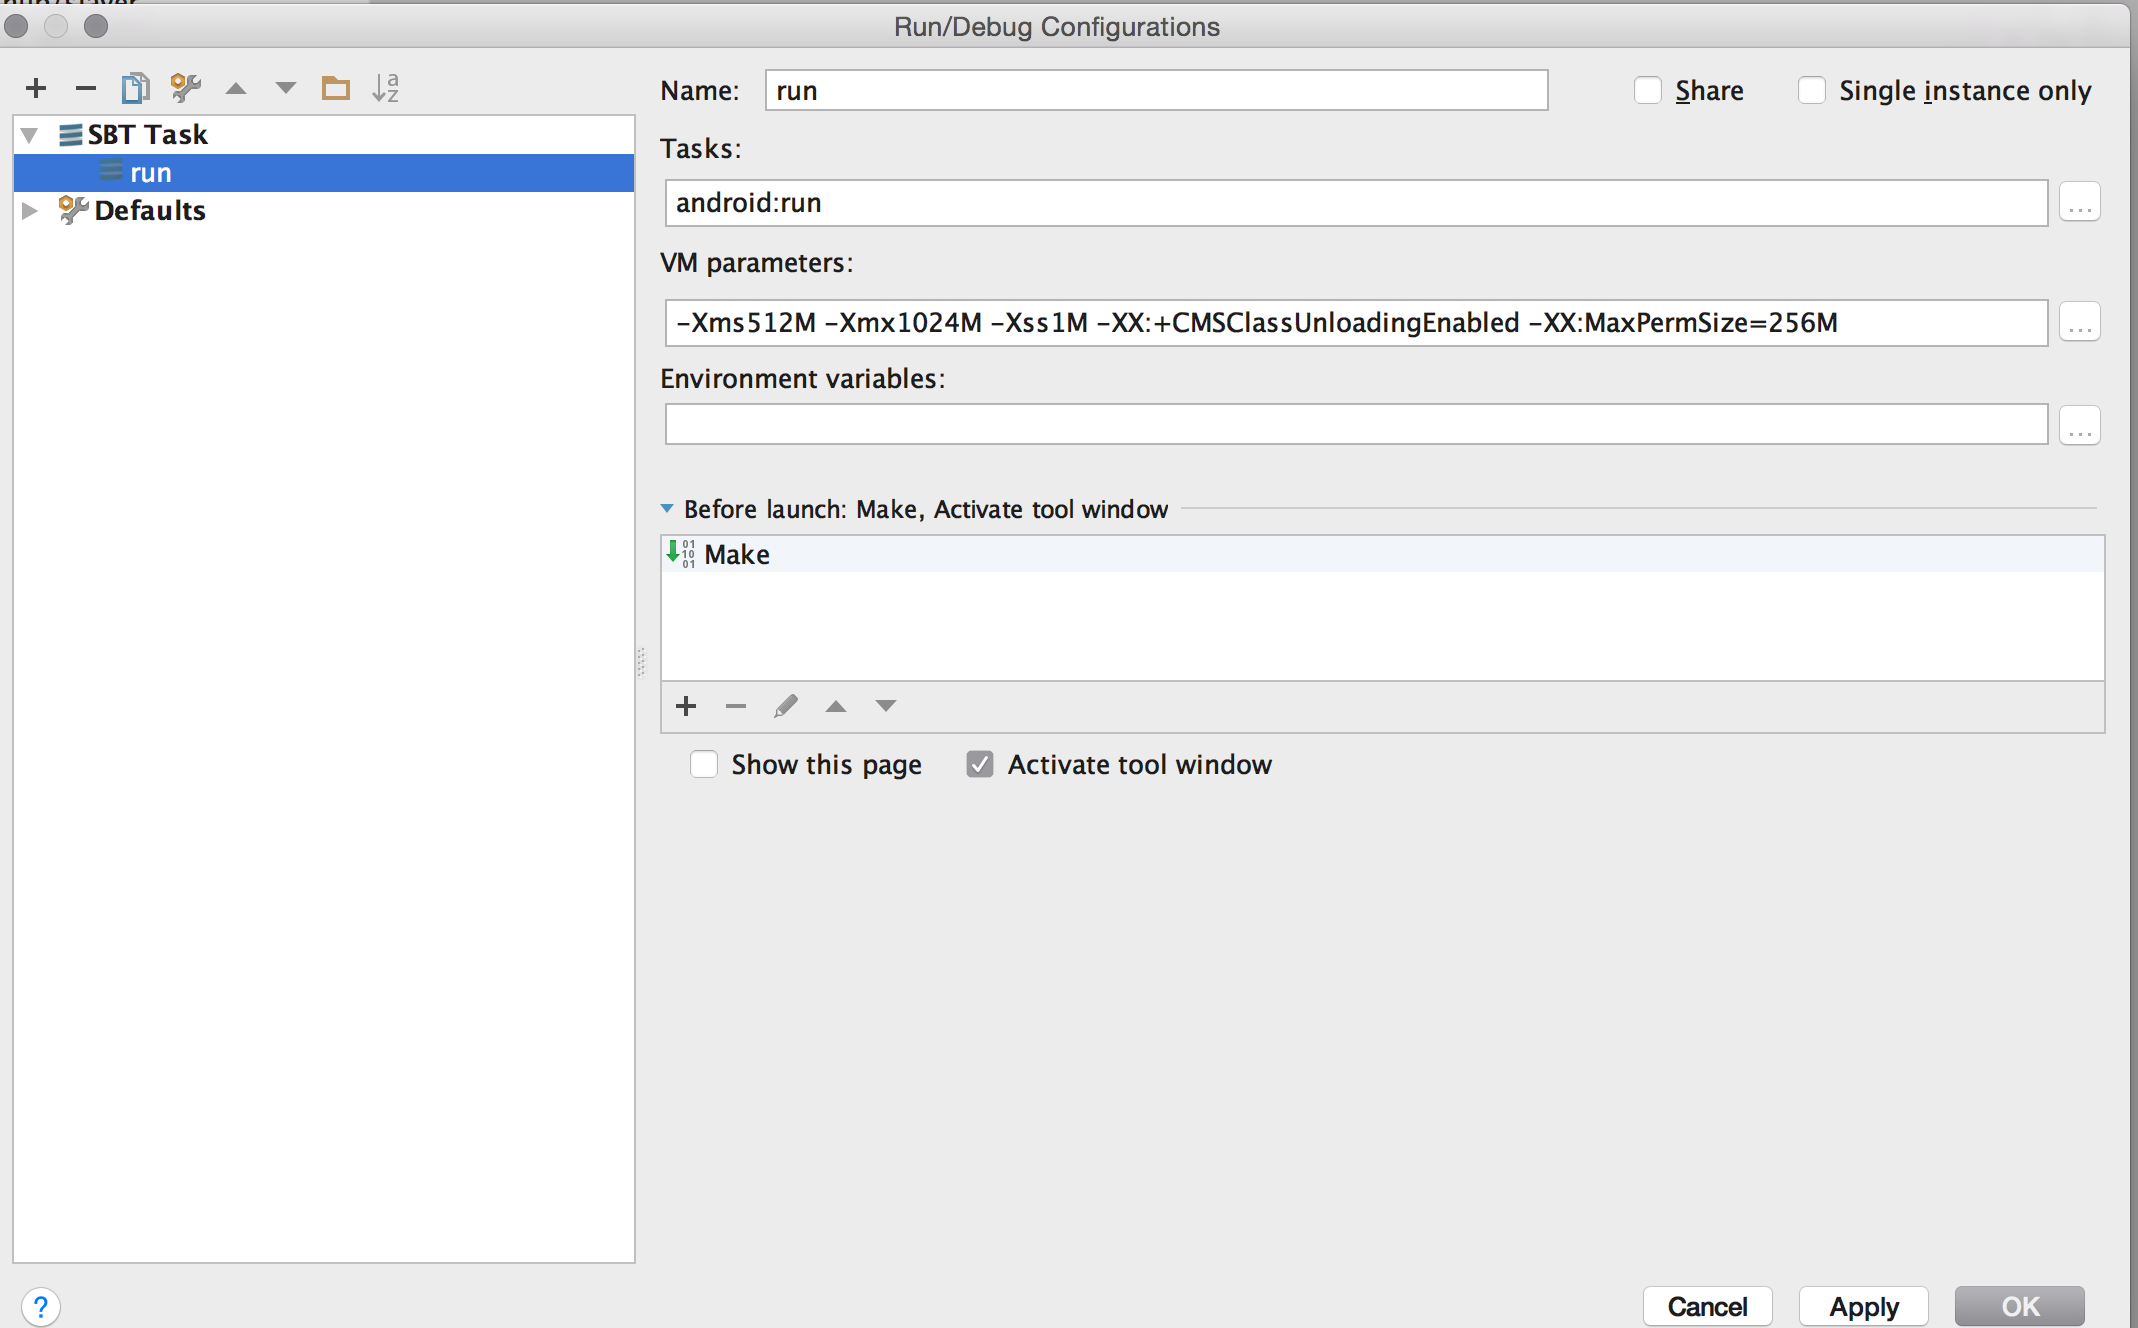 Run/Debug Configurations
SBT Task
run
Defaults
Name: run Share Single instance only
Tasks:
android:run
...
VM parameters:
-Xms512M -Xmx1024M -Xss1M -XX:+CMSClassUnloadingEnabled -XX:MaxPermSize=256M
...
Environment variables:
...
Before launch: Make, Activate tool window
Make
Show this page Activate tool window
? Cancel Apply OK